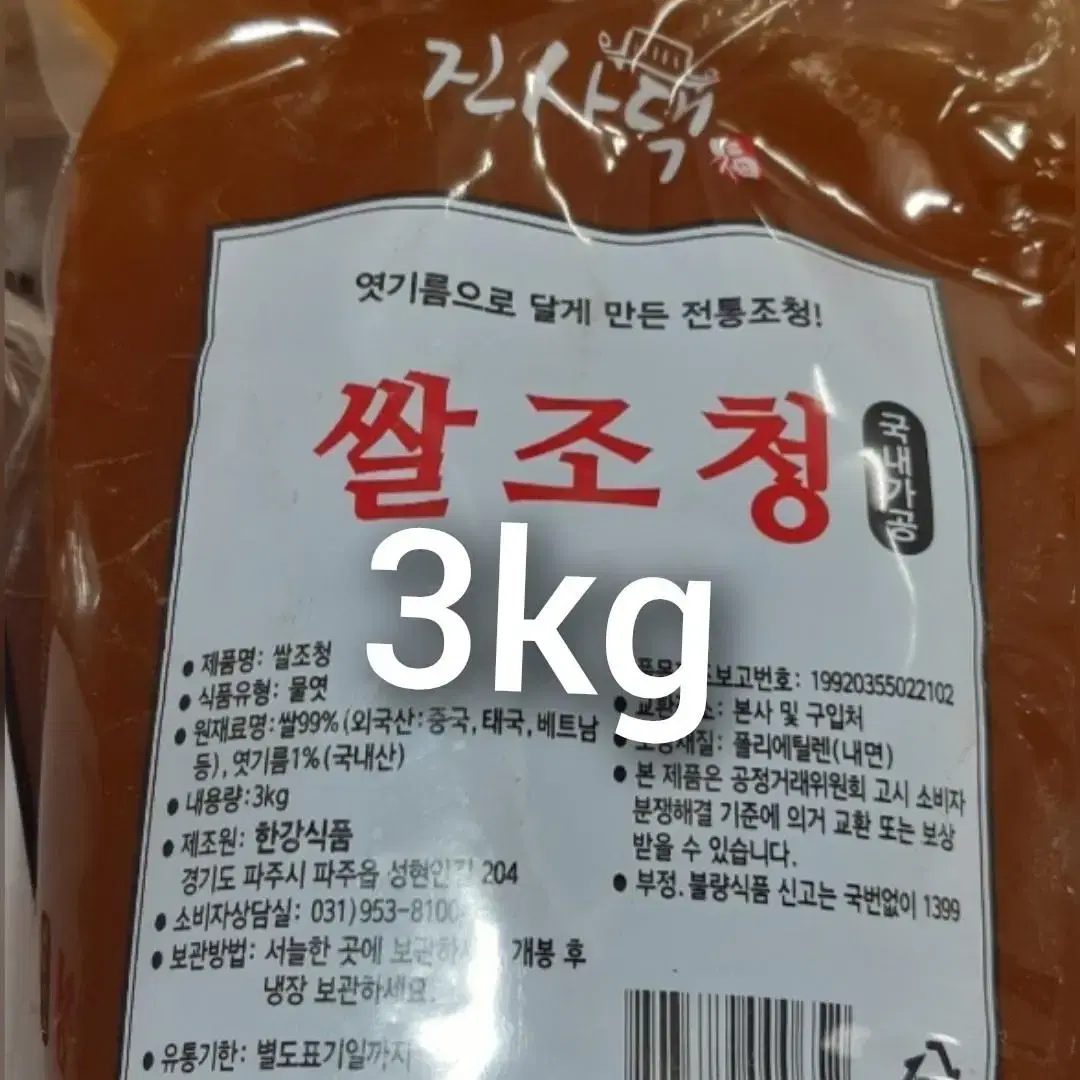 진사댁
福
엿기름으로 달게 만든 전통조청!
쌀조청
국내가공
3kg
• 제품명: 쌀조청
• 식품유형: 물엿
• 원재료명: 쌀99%(외국산: 중국, 태국, 베트남
등), 엿기름1%(국내산)
• 내용량:3kg
• 제조원: 한강식품
경기도 파주시 파주읍 204
• 소비자상담실: 031)953-8100
• 보관방법: 서늘한 곳에 개봉 후
냉장 보관하세요.
• 유통기한: 별도표기일까지
보고번호: 19920355022102
• 본사 및 구입처
폴리에틸렌(내면)
• 본 제품은 공정거래위원회 고시 소비자
분쟁해결 기준에 의거 교환 또는 보상
받을 수 있습니다.
• 부정. 불량식품 신고는 국번없이 1399